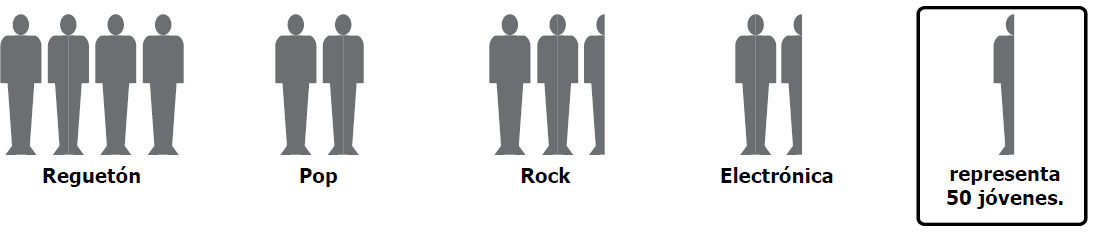 Reguetón
Pop
Rock
Electrónica
representa
50 jóvenes.